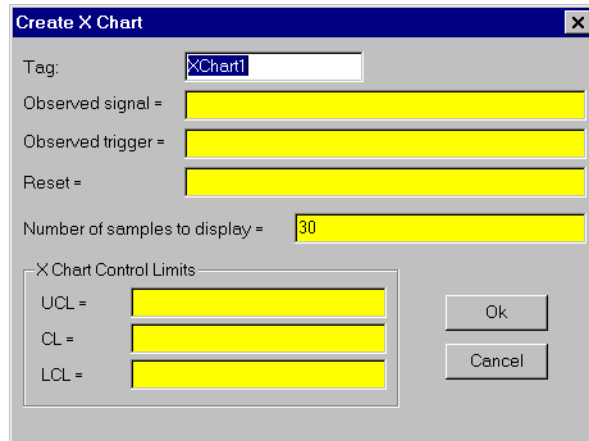 Create X Chart
Tag: XChart1
Observed signal =
Observed trigger =
Reset =
Number of samples to display = 30
X Chart Control Limits
UCL =
CL =
LCL =
Ok
Cancel